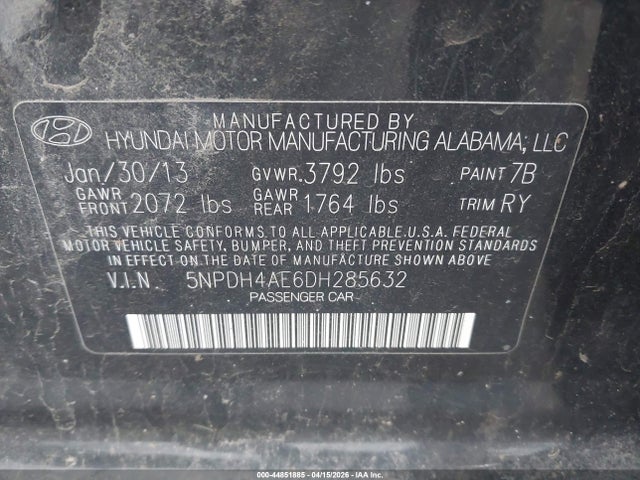 MANUFACTURED BY
HYUNDAI MOTOR MANUFACTURING ALABAMA, LLC
Jan/30/13 GVWR 3792 lbs PAINT 7B
GAWR FRONT 2072 lbs GAWR REAR 1764 lbs TRIM RY
THIS VEHICLE CONFORMS TO ALL APPLICABLE U.S.A. FEDERAL
MOTOR VEHICLE SAFETY, BUMPER, AND THEFT PREVENTION STANDARDS
IN EFFECT ON THE DATE OF MANUFACTURE SHOWN ABOVE.
V.I.N. 5NPDH4AE6DH285632
PASSENGER CAR
000-44851885 - 04/15/2026 - IAA Inc.